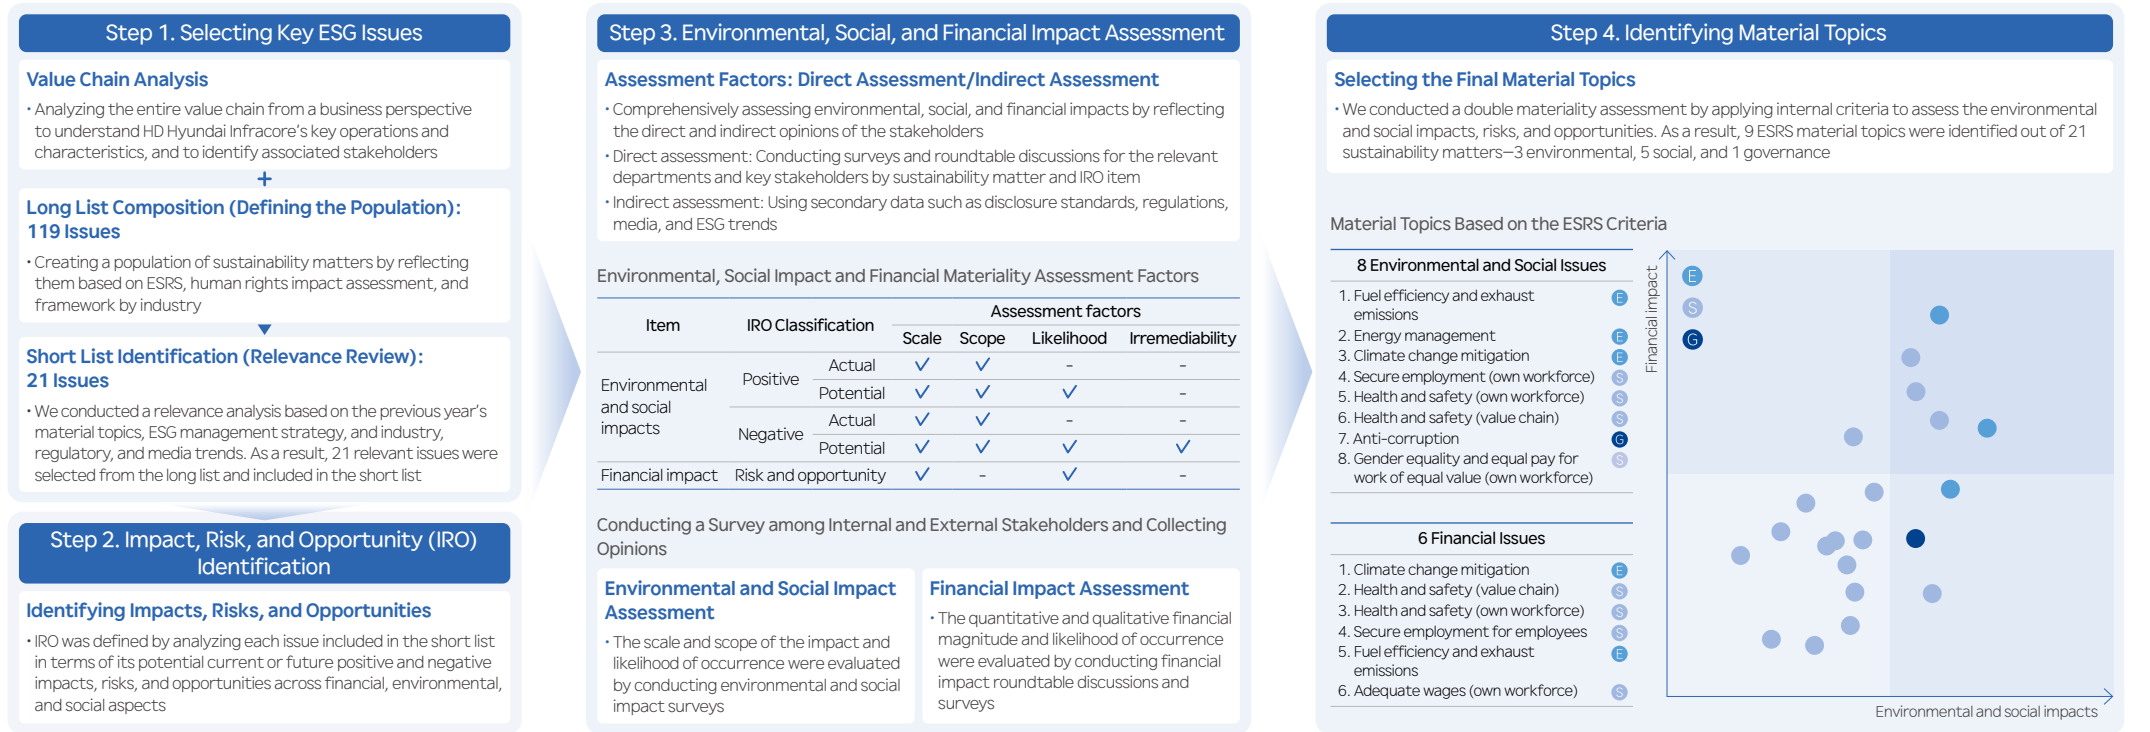 Step 1. Selecting Key ESG Issues
Value Chain Analysis
· Analyzing the entire value chain from a business perspective
to understand HD Hyundai Infracore's key operations and
characteristics, and to identify associated stakeholders
+
Long List Composition (Defining the Population):
119 Issues
· Creating a population of sustainability matters by reflecting
them based on ESRS, human rights impact assessment, and
framework by industry
Short List Identification (Relevance Review):
21 Issues
· We conducted a relevance analysis based on the previous year's
material topics, ESG management strategy, and industry,
regulatory, and media trends. As a result, 21 relevant issues were
selected from the long list and included in the short list
Step 2. Impact, Risk, and Opportunity (IRO)
Identification
Identifying Impacts, Risks, and Opportunities
· IRO was defined by analyzing each issue included in the short list
in terms of its potential current or future positive and negative
impacts, risks, and opportunities across financial, environmental,
and social aspects
Step 3. Environmental, Social, and Financial Impact Assessment
Assessment Factors: Direct Assessment/Indirect Assessment
· Comprehensively assessing environmental, social, and financial impacts by reflecting
the direct and indirect opinions of the stakeholders
· Direct assessment: Conducting surveys and roundtable discussions for the relevant
departments and key stakeholders by sustainability matter and IRO item
· Indirect assessment: Using secondary data such as disclosure standards, regulations,
media, and ESG trends
Environmental, Social Impact and Financial Materiality Assessment Factors
Item IRO Classification Assessment factors
Scale Scope Likelihood Irremediability
Environmental
and social
impacts
Positive
Actual ✓ ✓ - -
Potential ✓ ✓ ✓ -
Negative
Actual ✓ ✓ - -
Potential ✓ ✓ ✓ ✓
Financial impact Risk and opportunity ✓ - ✓ -
Conducting a Survey among Internal and External Stakeholders and Collecting
Opinions
Environmental and Social Impact
Assessment
· The scale and scope of the impact and
likelihood of occurrence were evaluated
by conducting environmental and social
impact surveys
Financial Impact Assessment
· The quantitative and qualitative financial
magnitude and likelihood of occurrence
were evaluated by conducting financial
impact roundtable discussions and
surveys
Step 4. Identifying Material Topics
Selecting the Final Material Topics
· We conducted a double materiality assessment by applying internal criteria to assess the environmental
and social impacts, risks, and opportunities. As a result, 9 ESRS material topics were identified out of 21
sustainability matters—3 environmental, 5 social, and 1 governance
Material Topics Based on the ESRS Criteria
8 Environmental and Social Issues
1. Fuel efficiency and exhaust E
emissions
2. Energy management E
3. Climate change mitigation E
4. Secure employment (own workforce) S
5. Health and safety (own workforce) S
6. Health and safety (value chain) S
7. Anti-corruption G
8. Gender equality and equal pay for S
work of equal value (own workforce)
6 Financial Issues
1. Climate change mitigation E
2. Health and safety (value chain) S
3. Health and safety (own workforce) S
4. Secure employment for employees S
5. Fuel efficiency and exhaust E
emissions
6. Adequate wages (own workforce) S
Financial impact
E
S
G
Environmental and social impacts